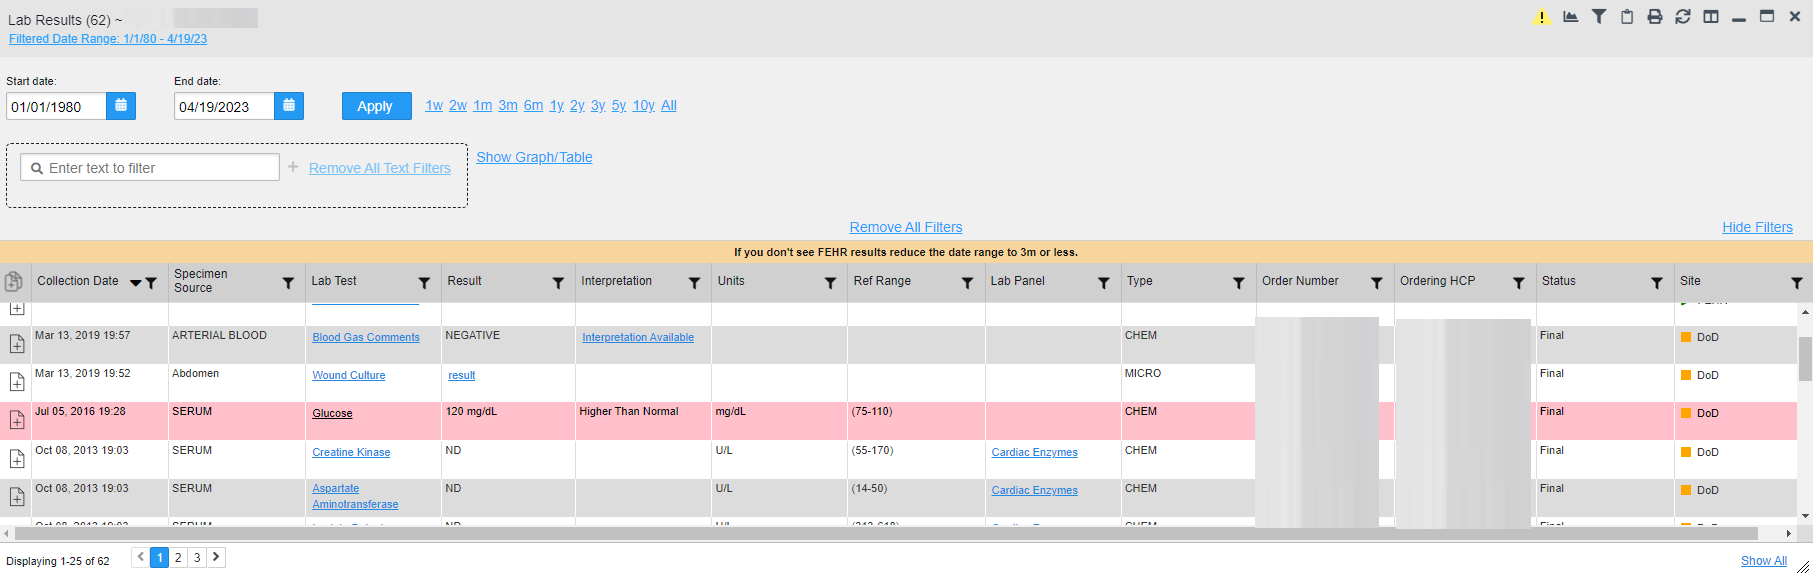 Lab Results (62) ~
Filtered Date Range: 1/1/80 - 4/19/23
Start date:
End date:
01/01/1980
04/19/2023
Apply
1w 2w 1m 3m 6m 1y 2y 3y 5y 10y All
Enter text to filter
+ Remove All Text Filters
Show Graph/Table
Remove All Filters
Hide Filters
If you don't see FEHR results reduce the date range to 3m or less.
Collection Date Specimen Source Lab Test Result Interpretation Units Ref Range Lab Panel Type Order Number Ordering HCP Status Site
Mar 13, 2019 19:57 ARTERIAL BLOOD Blood Gas Comments NEGATIVE Interpretation Available CHEM Final DoD
Mar 13, 2019 19:52 Abdomen Wound Culture result MICRO Final DoD
Jul 05, 2016 19:28 SERUM Glucose 120 mg/dL Higher Than Normal mg/dL (75-110) CHEM Final DoD
Oct 08, 2013 19:03 SERUM Creatine Kinase ND U/L (55-170) Cardiac Enzymes CHEM Final DoD
Oct 08, 2013 19:03 SERUM Aspartate Aminotransferase ND U/L (14-50) Cardiac Enzymes CHEM Final DoD
Displaying 1-25 of 62
1 2 3
Show All